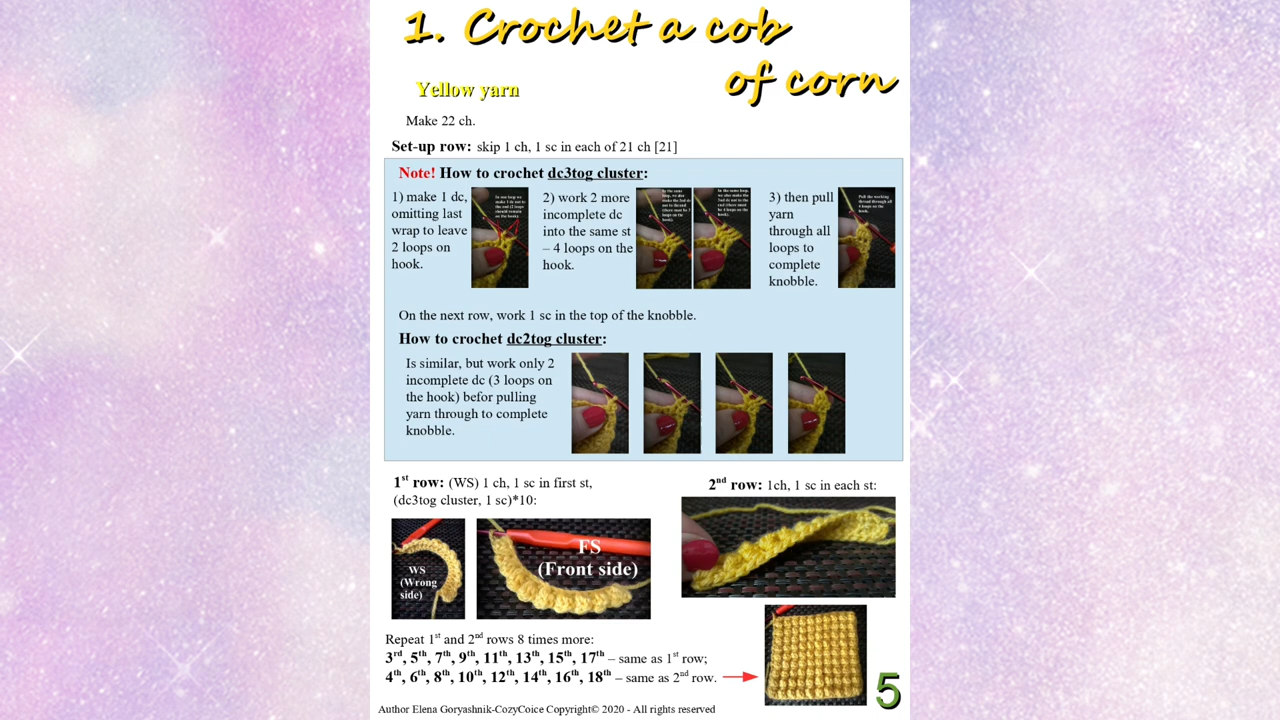 1. Crochet a cob
of corn
Yellow yarn
Make 22 ch.
Set-up row: skip 1 ch, 1 sc in each of 21 ch [21]
Note! How to crochet dc3tog cluster:
1) make 1 dc,
omitting last
wrap to leave
2 loops on
hook.
2) work 2 more
incomplete dc
into the same st
– 4 loops on the
hook.
3) then pull
yarn
through all
loops to
complete
knobble.
On the next row, work 1 sc in the top of the knobble.
How to crochet dc2tog cluster:
Is similar, but work only 2
incomplete dc (3 loops on
the hook) befor pulling
yarn through to complete
knobble.
1st row: (WS) 1 ch, 1 sc in first st,
(dc3tog cluster, 1 sc)*10:
2nd row: 1ch, 1 sc in each st:
WS
(Wrong
side)
FS
(Front side)
Repeat 1st and 2nd rows 8 times more:
3rd, 5th, 7th, 9th, 11th, 13th, 15th, 17th – same as 1st row;
4th, 6th, 8th, 10th, 12th, 14th, 16th, 18th – same as 2nd row.
5
Author Elena Goryashnik-CozyCoice Copyright© 2020 - All rights reserved